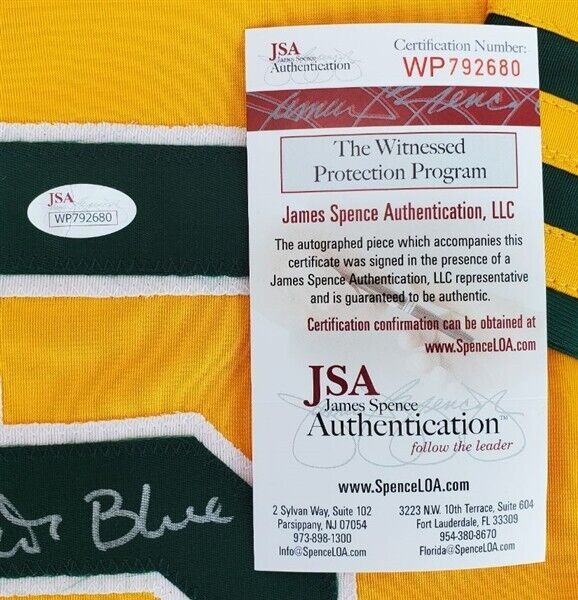 JSA
James Spence
Authentication
Certification Number:
WP792680
The Witnessed
Protection Program
James Spence Authentication, LLC
The autographed piece which accompanies this
certificate was signed in the presence of a
James Spence Authentication, LLC representative
and is guaranteed to be authentic.
Certification confirmation can be obtained at
www.SpenceLOA.com.
JSA
James Spence
Authentication™
follow the leader
www.SpenceLOA.com
2 Sylvan Way, Suite 102
Parsippany, NJ 07054
973-898-1300
Info@SpenceLOA.com
3223 N.W. 10th Terrace, Suite 604
Fort Lauderdale, FL 33309
954-380-8670
Florida@SpenceLOA.com
JSA
WP792680
Blue